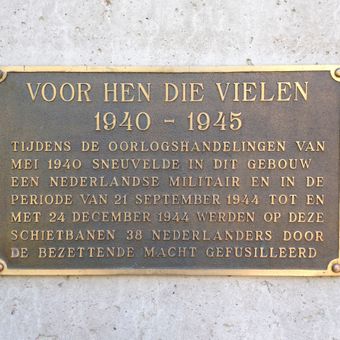 VOOR HEN DIE VIELEN
1940 - 1945
TIJDENS DE OORLOGSHANDELINGEN VAN
MEI 1940 SNEUVELDE IN DIT GEBOUW
EEN NEDERLANDSE MILITAIR EN IN DE
PERIODE VAN 21 SEPTEMBER 1944 TOT EN
MET 24 DECEMBER 1944 WERDEN OP DEZE
SCHIETBANEN 38 NEDERLANDERS DOOR
DE BEZETTENDE MACHT GEFUSILLEERD